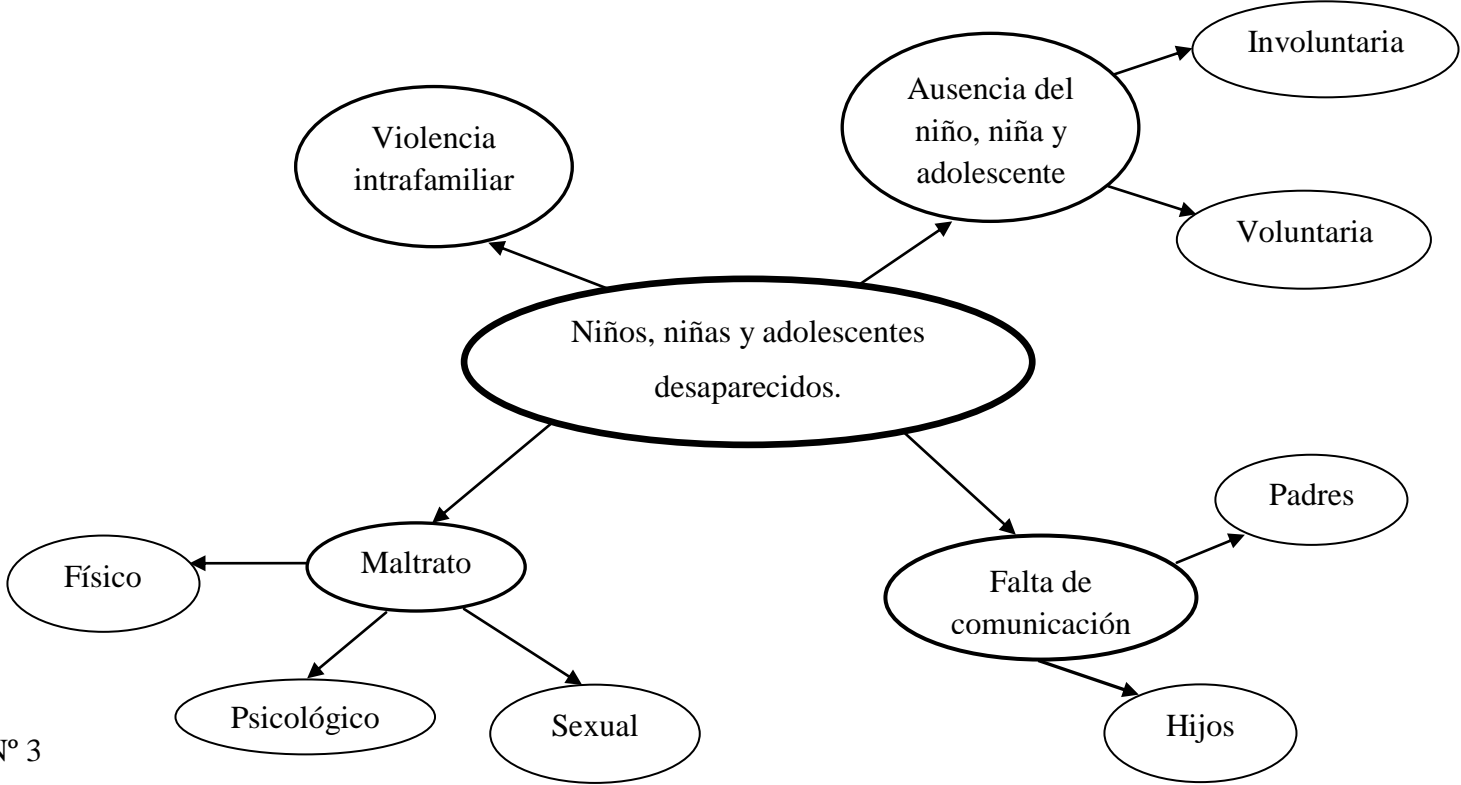 Involuntaria
Ausencia del
niño, niña y
adolescente
Violencia
intrafamiliar
Voluntaria
Niños, niñas y adolescentes
desaparecidos.
Padres
Maltrato
Físico
Falta de
comunicación
Psicológico
Sexual
Hijos
Nº 3